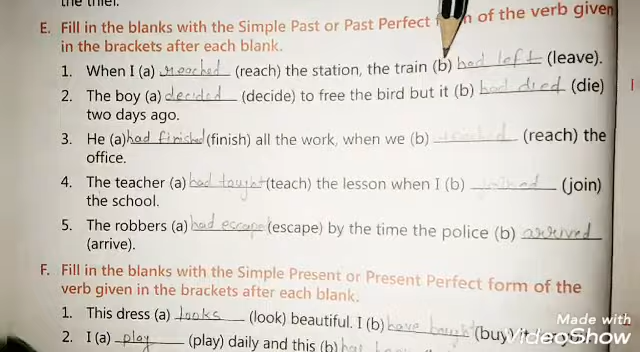 the thief.
E. Fill in the blanks with the Simple Past or Past Perfect of the verb given
in the brackets after each blank.
1. When I (a) reached (reach) the station, the train (b) had left (leave).
2. The boy (a) decided (decide) to free the bird but it (b) had died (die)
two days ago.
3. He (a) had finished (finish) all the work, when we (b) reached (reach) the
office.
4. The teacher (a) had taught (teach) the lesson when I (b) joined (join)
the school.
5. The robbers (a) had escape (escape) by the time the police (b) arrived
(arrive).
F. Fill in the blanks with the Simple Present or Present Perfect form of the
verb given in the brackets after each blank.
1. This dress (a) looks (look) beautiful. I (b) have bought (buy) it
2. I (a) play (play) daily and this (b) has
Made with
VideoShow